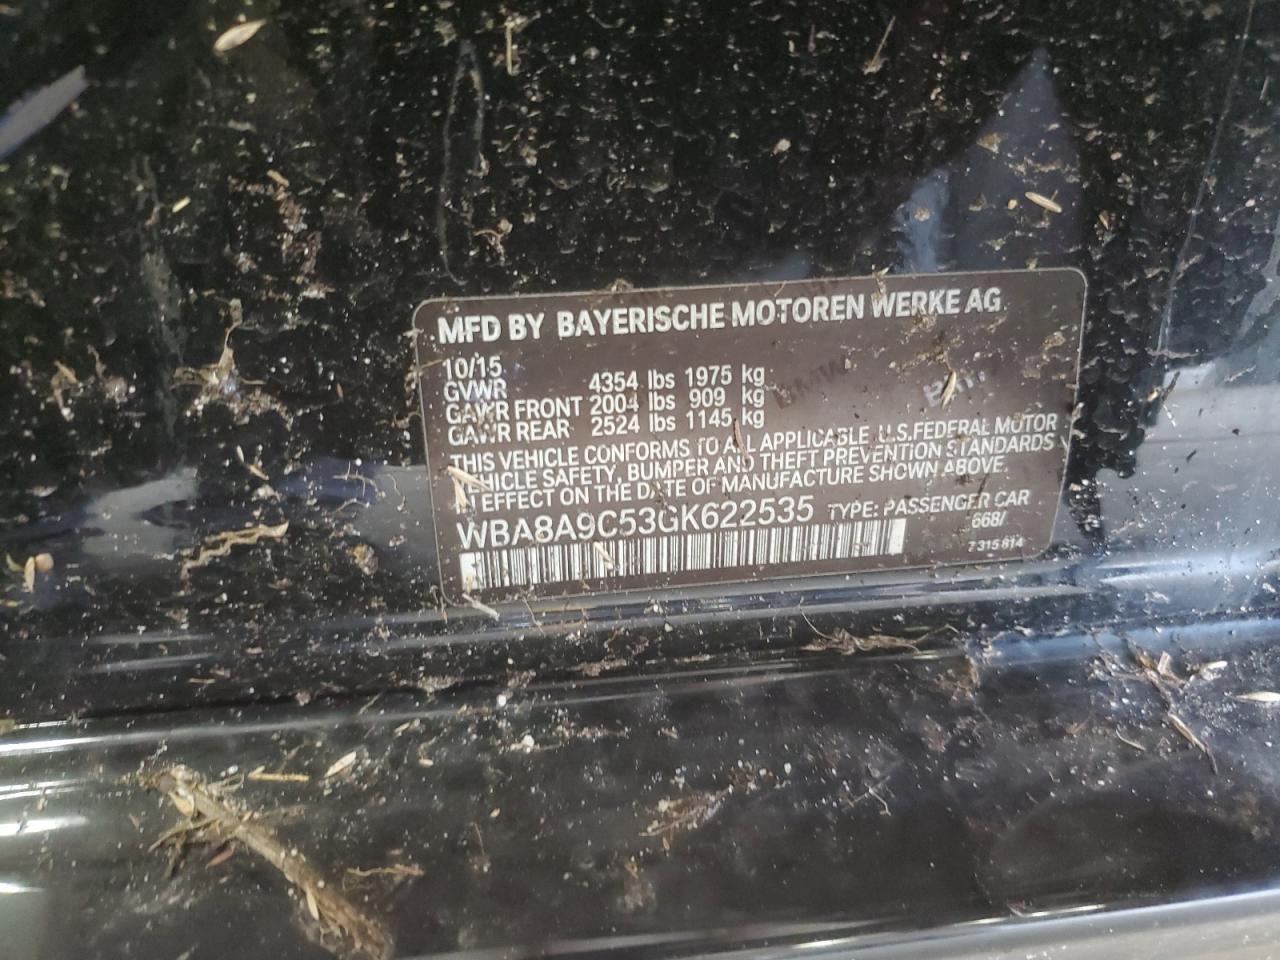 MFD BY BAYERISCHE MOTOREN WERKE AG
10/15
GVWR 4354 lbs 1975 kg
GAWR FRONT 2004 lbs 909 kg
GAWR REAR 2524 lbs 1145 kg
THIS VEHICLE CONFORMS TO ALL APPLICABLE U.S.FEDERAL MOTOR
VEHICLE SAFETY, BUMPER AND THEFT PREVENTION STANDARDS
IN EFFECT ON THE DATE OF MANUFACTURE SHOWN ABOVE.
WBA8A9C53GK622535 TYPE: PASSENGER CAR
668/
7 315 814